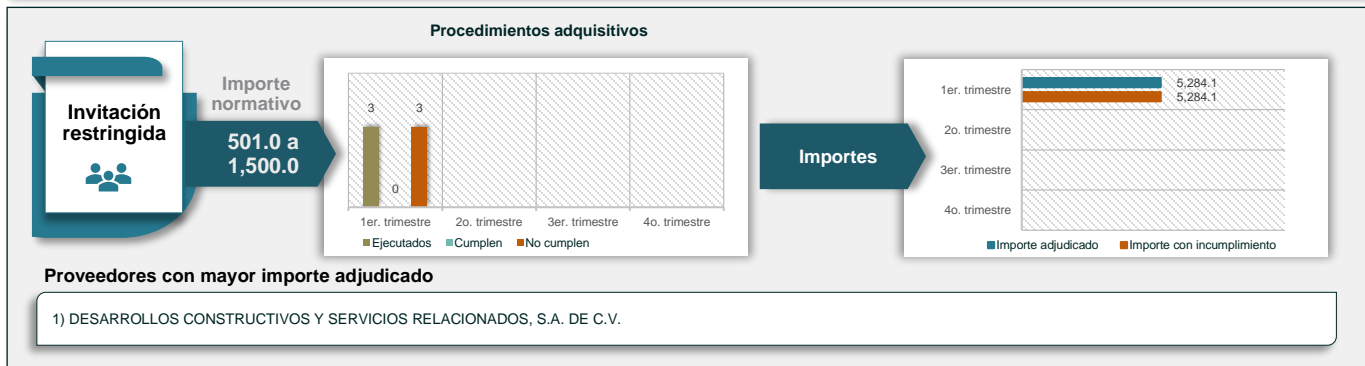 Procedimientos adquisitivos
Invitación
restringida
Importe
normativo
501.0 a
1,500.0
3
0
3
1er. trimestre
2o. trimestre
3er. trimestre
4o. trimestre
Ejecutados
Cumplen
No cumplen
Importes
1er. trimestre
5,284.1
5,284.1
2o. trimestre
3er. trimestre
4o. trimestre
Importe adjudicado
Importe con incumplimiento
Proveedores con mayor importe adjudicado
1) DESARROLLOS CONSTRUCTIVOS Y SERVICIOS RELACIONADOS, S.A. DE C.V.